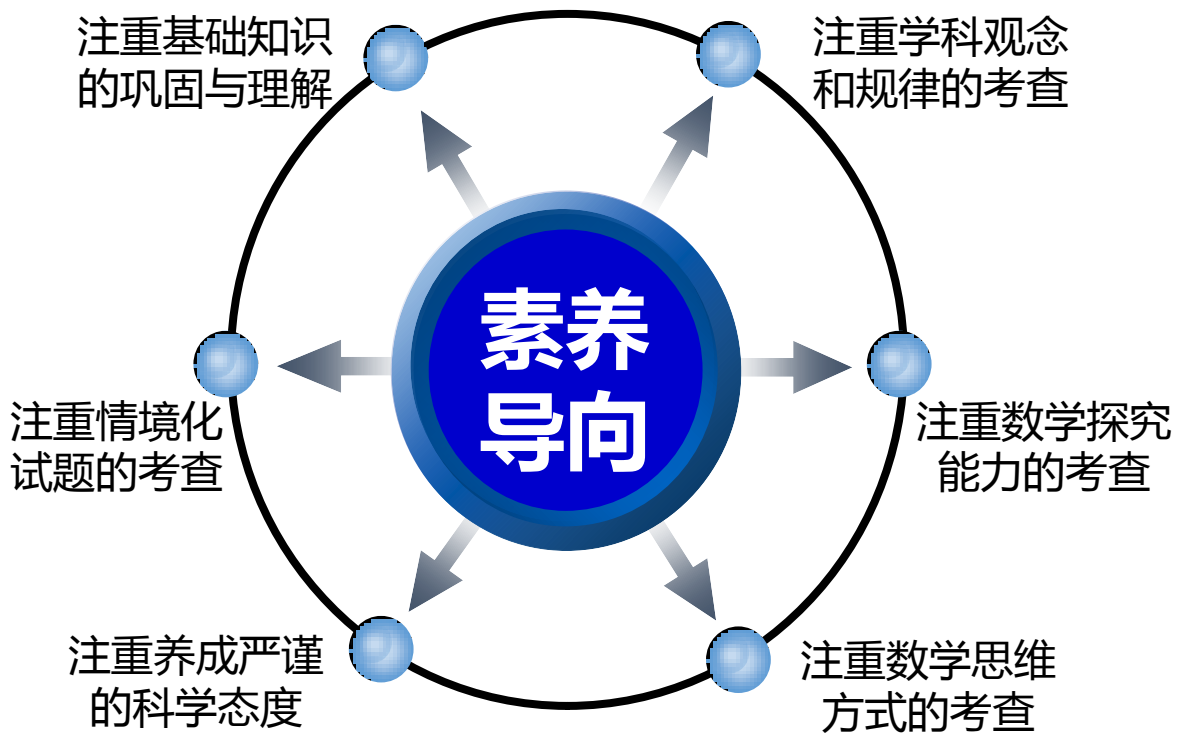 注重基础知识
的巩固与理解
注重学科观念
和规律的考查
素养
导向
注重情境化
试题的考查
注重数学探究
能力的考查
注重养成严谨
的科学态度
注重数学思维
方式的考查